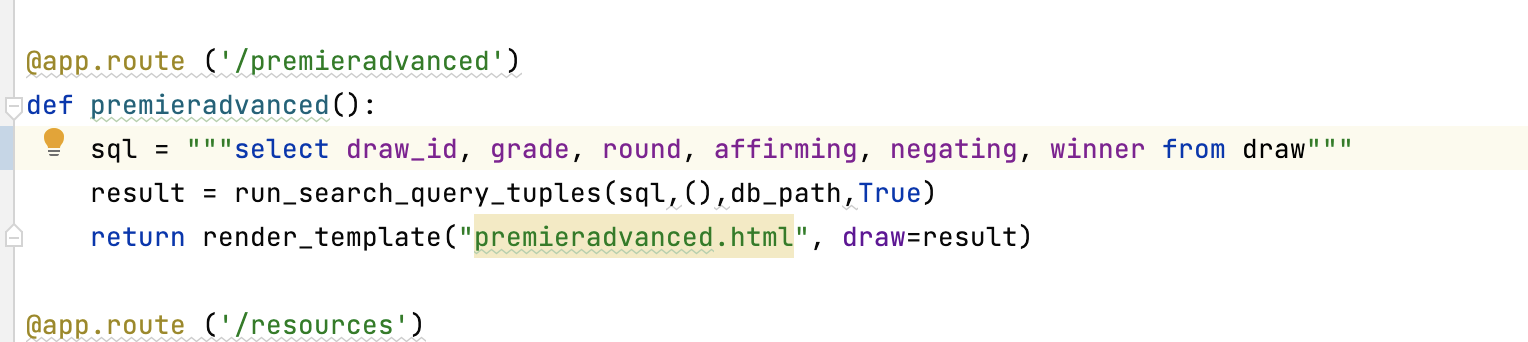 @app.route ('/premieradvanced')
def premieradvanced():
    sql = """select draw_id, grade, round, affirming, negating, winner from draw"""
    result = run_search_query_tuples(sql,(),db_path,True)
    return render_template("premieradvanced.html", draw=result)
@app.route ('/resources')